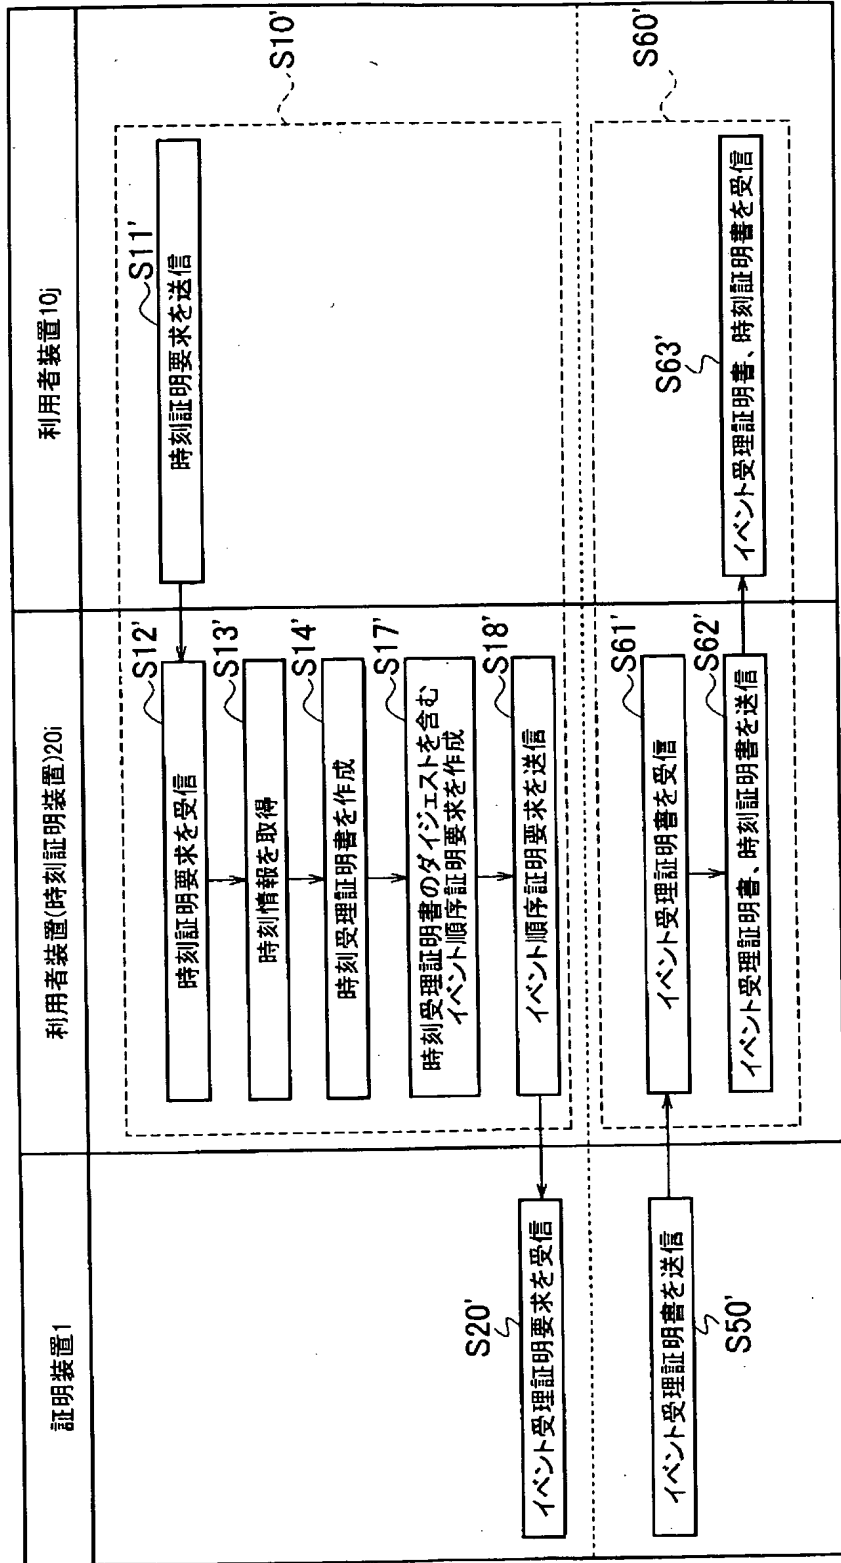 証明装置1
利用者装置(時刻証明装置)20i
利用者装置10j
S10'
S11'
時刻証明要求を送信
S12'
時刻証明要求を受信
S13'
時刻情報を取得
S14'
時刻受理証明書を作成
S17'
時刻受理証明書のダイジェストを含む
イベント順序証明要求を作成
S18'
イベント順序証明要求を送信
S20'
イベント受理証明要求を受信
S60'
S50'
イベント受理証明書を送信
S61'
イベント受理証明書を受信
S62'
イベント受理証明書、時刻証明書を送信
S63'
イベント受理証明書、時刻証明書を受信